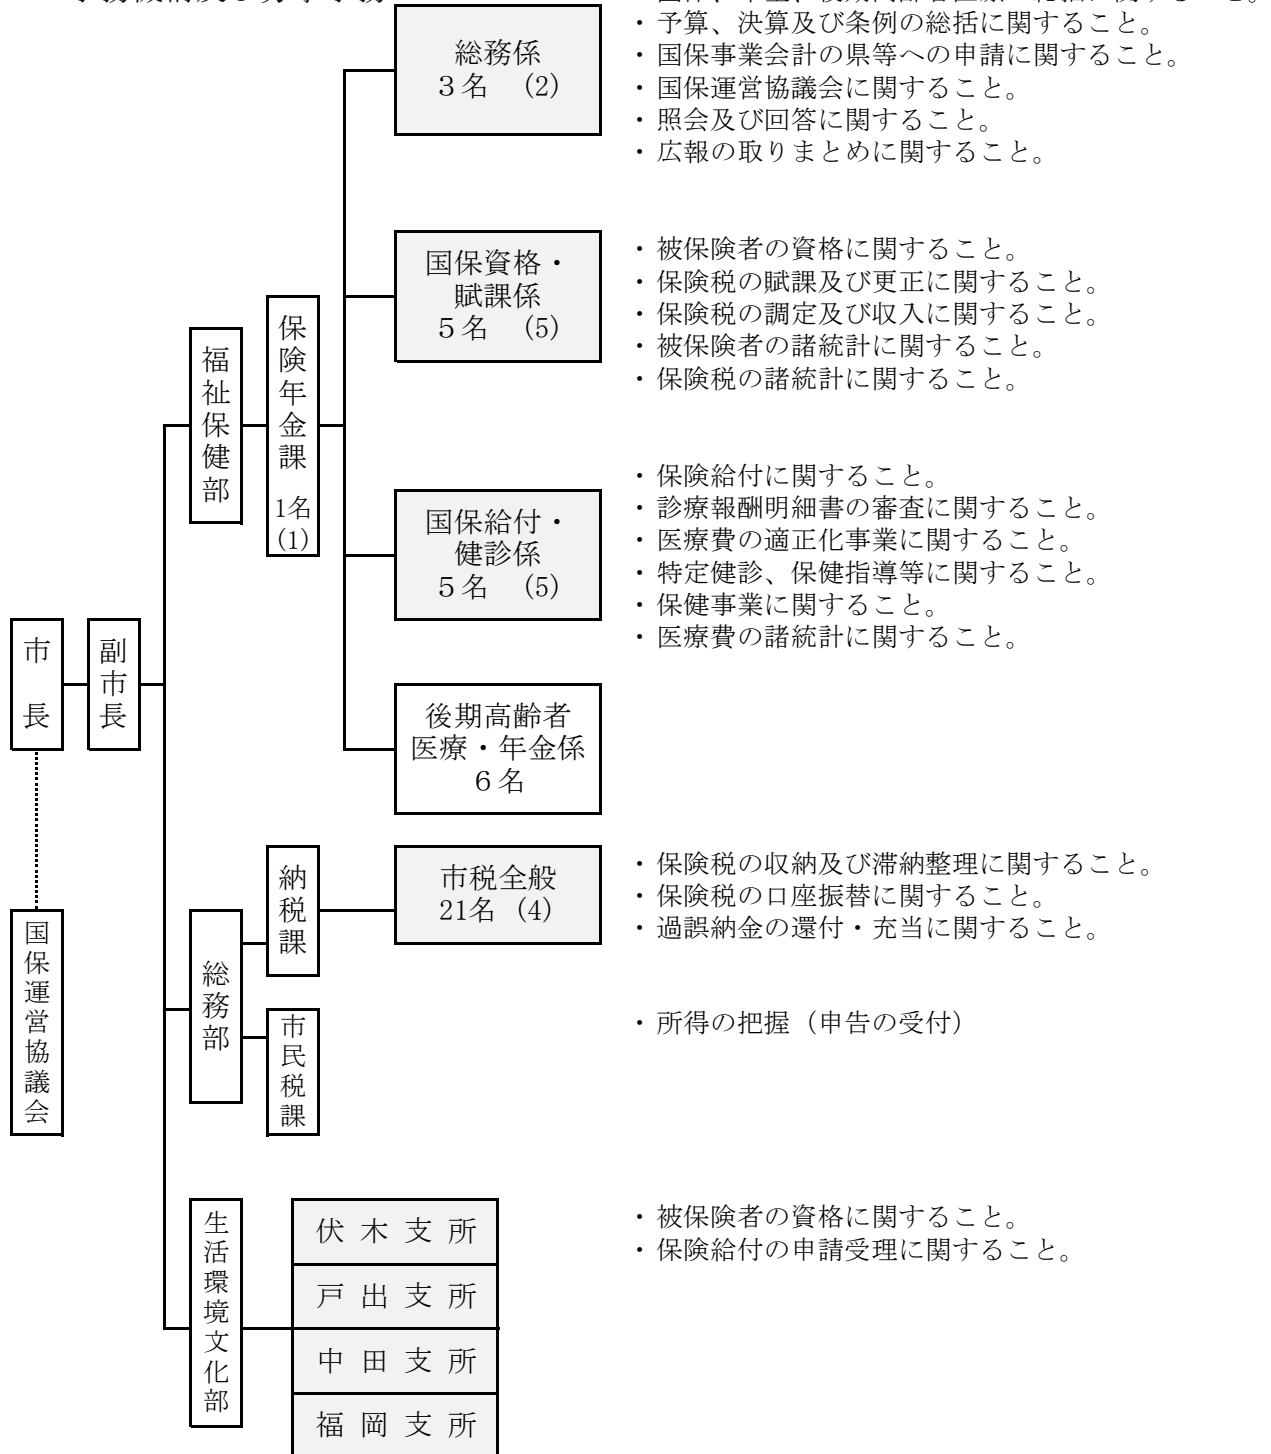 総務係
3名 (2)
・予算、決算及び条例の総括に関すること。
・国保事業会計の県等への申請に関すること。
・国保運営協議会に関すること。
・照会及び回答に関すること。
・広報の取りまとめに関すること。
国保資格・
賦課係
5名 (5)
・被保険者の資格に関すること。
・保険税の賦課及び更正に関すること。
・保険税の調定及び収入に関すること。
・被保険者の諸統計に関すること。
・保険税の諸統計に関すること。
福祉保健部
保険年金課
1名
(1)
国保給付・
健診係
5名 (5)
・保険給付に関すること。
・診療報酬明細書の審査に関すること。
・医療費の適正化事業に関すること。
・特定健診、保健指導等に関すること。
・保健事業に関すること。
・医療費の諸統計に関すること。
市長
副市長
後期高齢者
医療・年金係
6名
納税課
市税全般
21名 (4)
・保険税の収納及び滞納整理に関すること。
・保険税の口座振替に関すること。
・過誤納金の還付・充当に関すること。
国保運営協議会
総務部
市民税課
・所得の把握（申告の受付）
生活環境文化部
伏木支所
戸出支所
中田支所
福岡支所
・被保険者の資格に関すること。
・保険給付の申請受理に関すること。